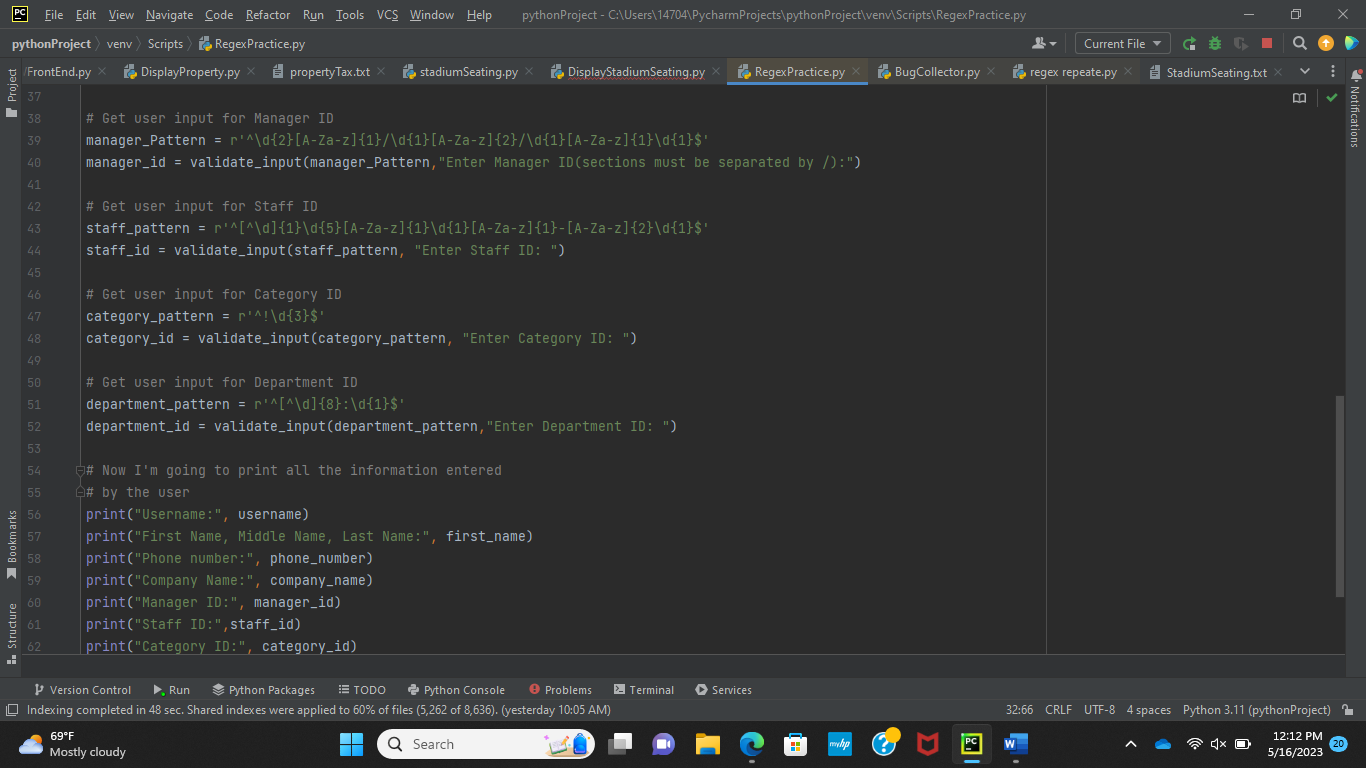 PC File Edit View Navigate Code Refactor Run Tools VCS Window Help pythonProject - C:\Users\14704\PycharmProjects\pythonProject\venv\Scripts\RegexPractice.py
pythonProject venv Scripts RegexPractice.py Current File
/FrontEnd.py DisplayProperty.py propertyTax.txt stadiumSeating.py DisplayStadiumSeating.py RegexPractice.py BugCollector.py regex repeate.py StadiumSeating.txt
Project
Notifications
Bookmarks
Structure
37
38 # Get user input for Manager ID
39 manager_Pattern = r'^\d{2}[A-Za-z]{1}/\d{1}[A-Za-z]{2}/\d{1}[A-Za-z]{1}\d{1}$'
40 manager_id = validate_input(manager_Pattern,"Enter Manager ID(sections must be separated by /):")
41
42 # Get user input for Staff ID
43 staff_pattern = r'^[^\d]{1}\d{5}[A-Za-z]{1}\d{1}[A-Za-z]{1}-[A-Za-z]{2}\d{1}$'
44 staff_id = validate_input(staff_pattern, "Enter Staff ID: ")
45
46 # Get user input for Category ID
47 category_pattern = r'^!\d{3}$'
48 category_id = validate_input(category_pattern, "Enter Category ID: ")
49
50 # Get user input for Department ID
51 department_pattern = r'^[^\d]{8}:\d{1}$'
52 department_id = validate_input(department_pattern,"Enter Department ID: ")
53
54 # Now I'm going to print all the information entered
55 # by the user
56 print("Username:", username)
57 print("First Name, Middle Name, Last Name:", first_name)
58 print("Phone number:", phone_number)
59 print("Company Name:", company_name)
60 print("Manager ID:", manager_id)
61 print("Staff ID:",staff_id)
62 print("Category ID:", category_id)
Version Control Run Python Packages TODO Python Console Problems Terminal Services
Indexing completed in 48 sec. Shared indexes were applied to 60% of files (5,262 of 8,636). (yesterday 10:05 AM) 32:66 CRLF UTF-8 4 spaces Python 3.11 (pythonProject)
69°F
Mostly cloudy
Search
myhp
PC
W
12:12 PM
5/16/2023
20